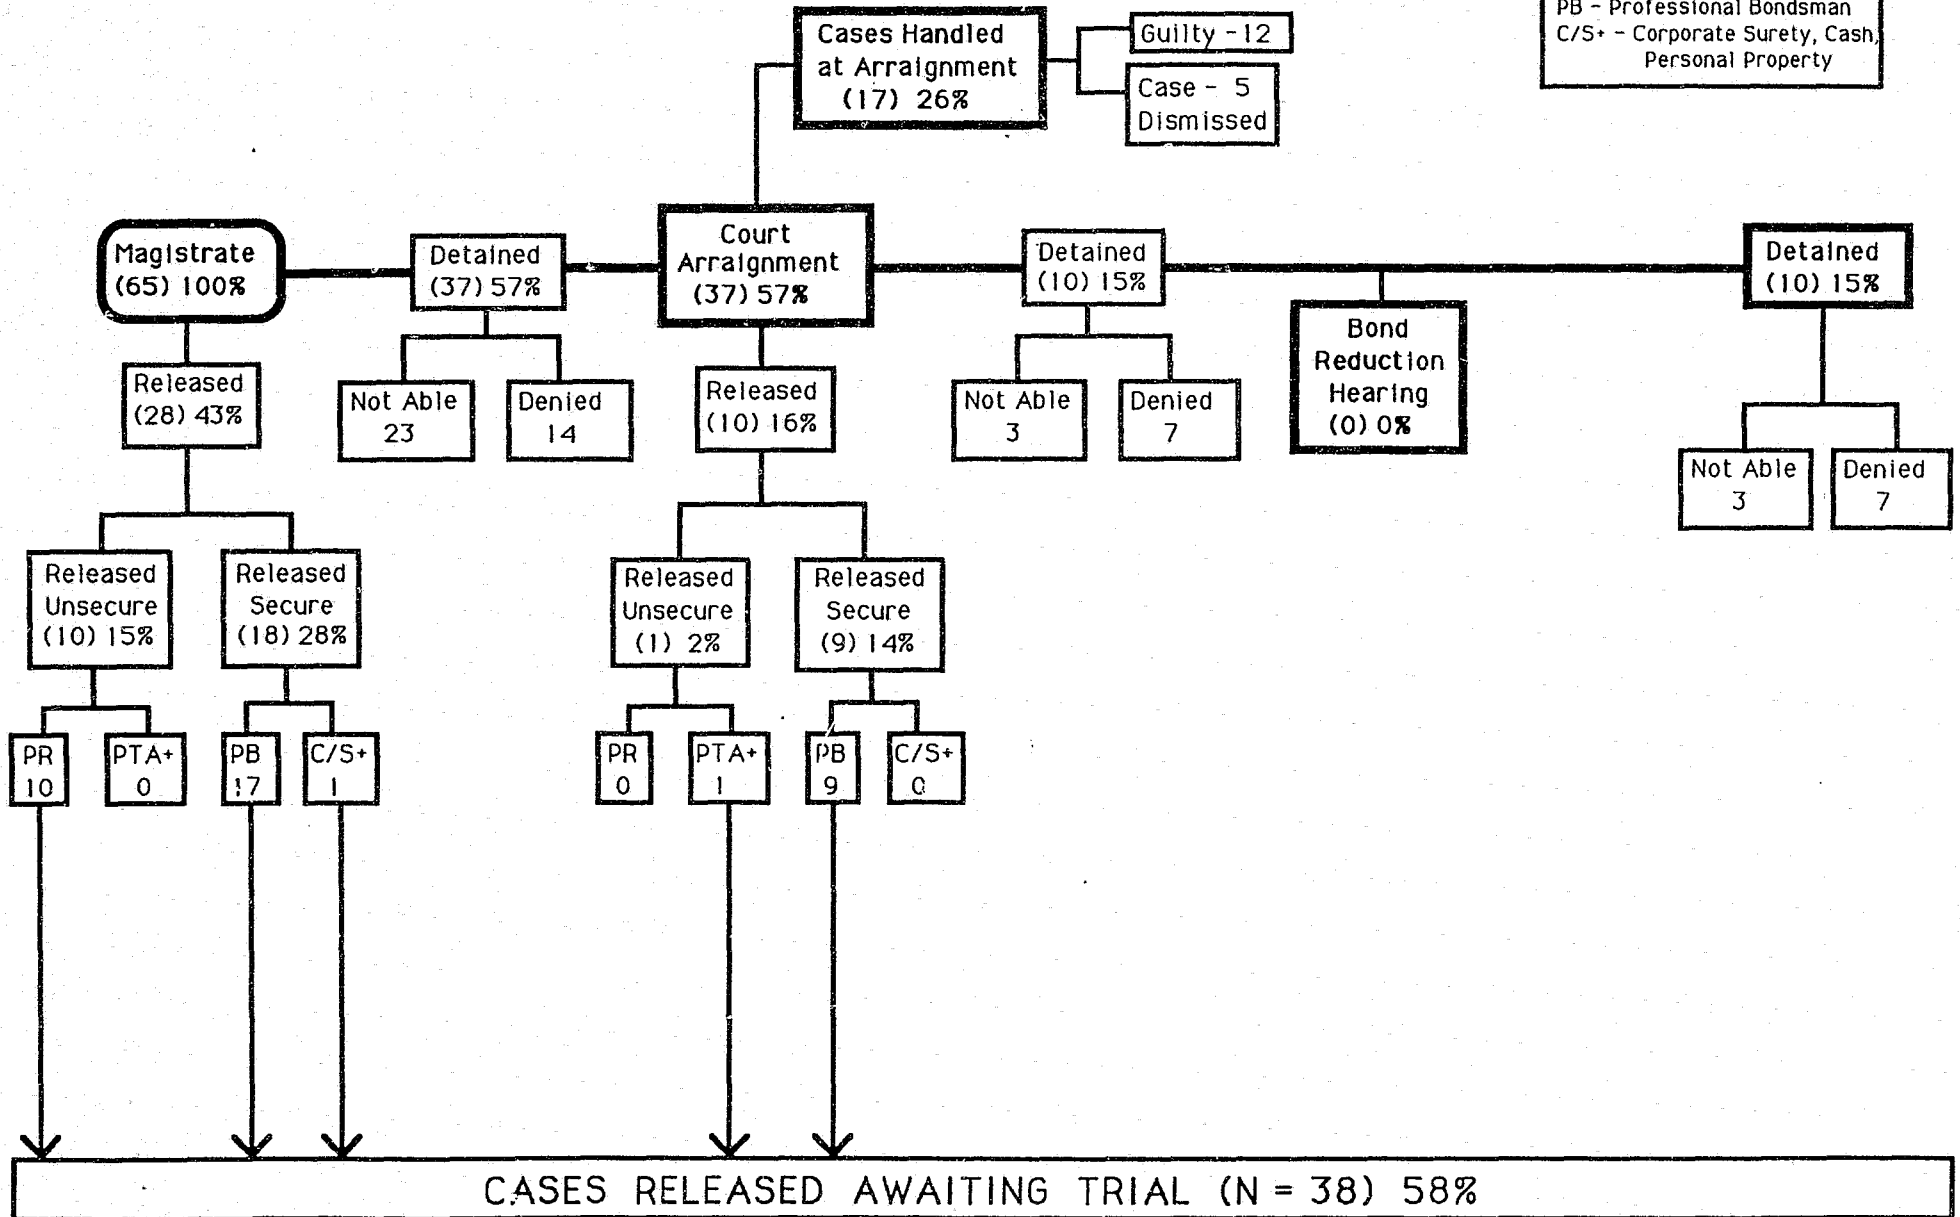 PB - Professional Bondsman
C/S+ - Corporate Surety, Cash,
Personal Property
Cases Handled
at Arraignment
(17) 26%
Guilty - 12
Case - 5
Dismissed
Magistrate
(65) 100%
Detained
(37) 57%
Court
Arraignment
(37) 57%
Detained
(10) 15%
Detained
(10) 15%
Bond
Reduction
Hearing
(0) 0%
Released
(28) 43%
Not Able
23
Denied
14
Released
(10) 16%
Not Able
3
Denied
7
Not Able
3
Denied
7
Released
Unsecure
(10) 15%
Released
Secure
(18) 28%
Released
Unsecure
(1) 2%
Released
Secure
(9) 14%
PR
10
PTA+
0
PB
17
C/S+
1
PR
0
PTA+
1
PB
9
C/S+
0
CASES RELEASED AWAITING TRIAL (N = 38) 58%